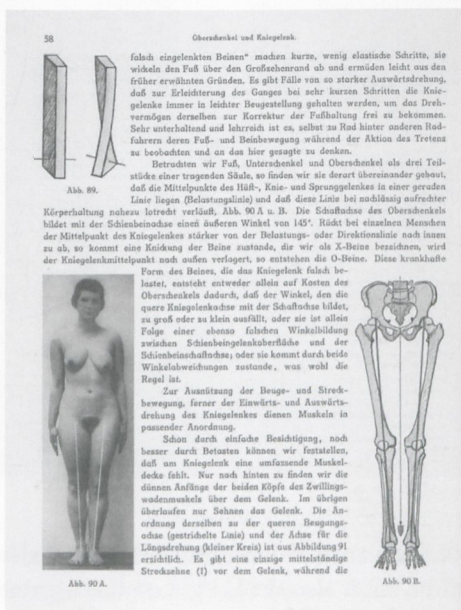 58
Oberschenkel und Kniegelenk.
falsch eingelenkten Beinen" machen kurze, wenig elastische Schritte, sie
wickeln den Fuß über den Großzehenrand ab und ermüden leicht aus den
früher erwähnten Gründen. Es gibt Fälle von so starker Auswärtsdrehung,
daß zur Erleichterung des Ganges bei sehr kurzen Schritten die Knie-
gelenke immer in leichter Beugestellung gehalten werden, um das Dreh-
vermögen derselben zur Korrektur der Fußhaltung frei zu bekommen.
Sehr unterhaltend und lehrreich ist es, selbst zu Rad hinter anderen Rad-
fahrern deren Fuß- und Beinbewegung während der Aktion des Tretens
zu beobachten und an das hier gesagte zu denken.
Abb. 89.
Betrachten wir Fuß, Unterschenkel und Oberschenkel als drei Teil-
stücke einer tragenden Säule, so finden wir sie derart übereinander gebaut,
daß die Mittelpunkte des Hüft-, Knie- und Sprunggelenkes in einer geraden
Linie liegen (Belastungslinie) und daß diese Linie bei nachlässig aufrechter
Körperhaltung nahezu lotrecht verläuft, Abb. 90 A u. B. Die Schaftachse des Oberschenkels
bildet mit der Schienbeinachse einen äußeren Winkel von 145°. Rückt bei einzelnen Menschen
der Mittelpunkt des Kniegelenkes stärker von der Belastungs- oder Direktionslinie nach innen
zu ab, so kommt eine Knickung der Beine zustande, die wir als X-Beine bezeichnen, wird
der Kniegelenkmittelpunkt nach außen verlagert, so entstehen die O-Beine. Diese krankhafte
Form des Beines, die das Kniegelenk falsch be-
lastet, entsteht entweder allein auf Kosten des
Oberschenkels dadurch, daß der Winkel, den die
quere Kniegelenkachse mit der Schaftachse bildet,
zu groß oder zu klein ausfällt, oder sie ist allein
Folge einer ebenso falschen Winkelbildung
zwischen Schienbeingelenkoberfläche und der
Schienbeinschaftachse; oder sie kommt durch beide
Winkelabweichungen zustande, was wohl die
Regel ist.
Zur Ausnützung der Beuge- und Streck-
bewegung, ferner der Einwärts- und Auswärts-
drehung des Kniegelenkes dienen Muskeln in
passender Anordnung.
Schon durch einfache Besichtigung, noch
besser durch Betasten können wir feststellen,
daß am Kniegelenk eine umfassende Muskel-
decke fehlt. Nur nach hinten zu finden wir die
dünnen Anfänge der beiden Köpfe des Zwillings-
wadenmuskels über dem Gelenk. Im übrigen
überlaufen nur Sehnen das Gelenk. Die An-
ordnung derselben zu der queren Beugungs-
achse (gestrichelte Linie) und der Achse für die
Längsdrehung (kleiner Kreis) ist aus Abbildung 91
ersichtlich. Es gibt eine einzige mittelständige
Strecksehne (1) vor dem Gelenk, während die
Abb. 90 A.
Abb. 90 B.